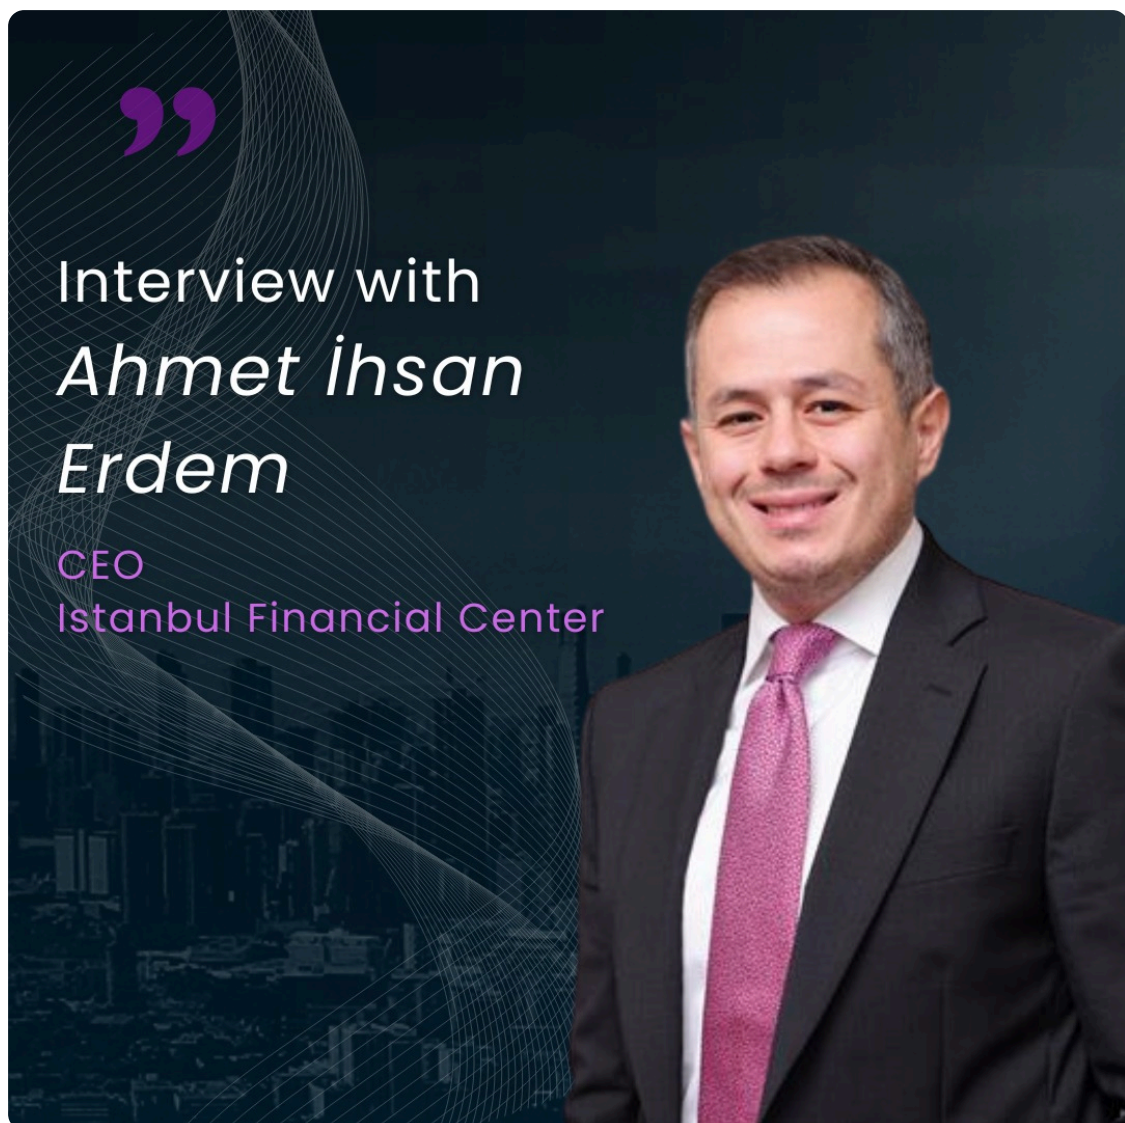 ”
Interview with
Ahmet İhsan
Erdem
CEO
Istanbul Financial Center